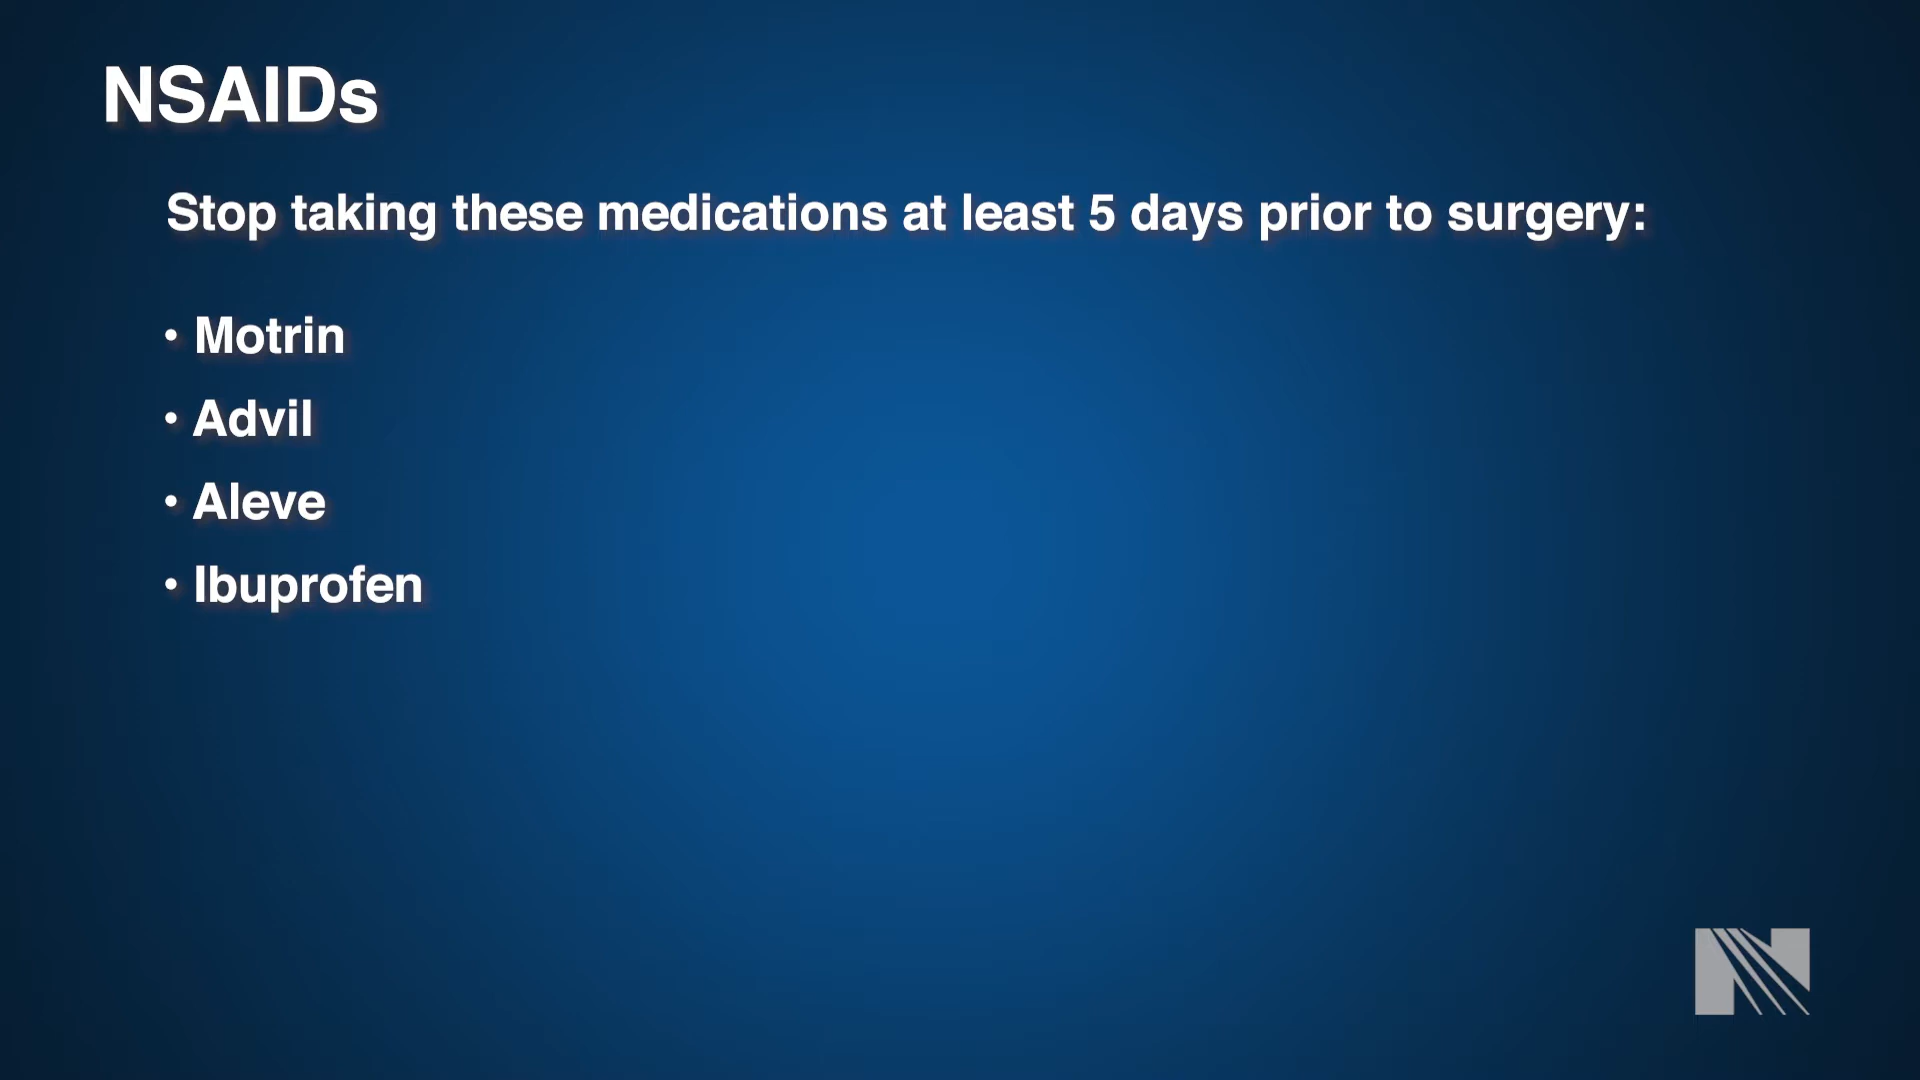 NSAIDs
Stop taking these medications at least 5 days prior to surgery:
• Motrin
• Advil
• Aleve
• Ibuprofen
N